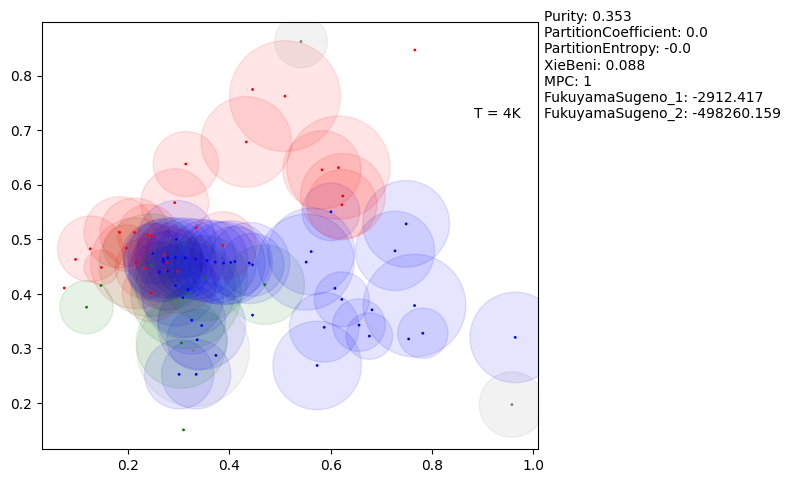 Purity: 0.353
PartitionCoefficient: 0.0
PartitionEntropy: -0.0
XieBeni: 0.088
MPC: 1
FukuyamaSugeno_1: -2912.417
FukuyamaSugeno_2: -498260.159
T = 4K
0.8
0.7
0.6
0.5
0.4
0.3
0.2
0.2 0.4 0.6 0.8 1.0